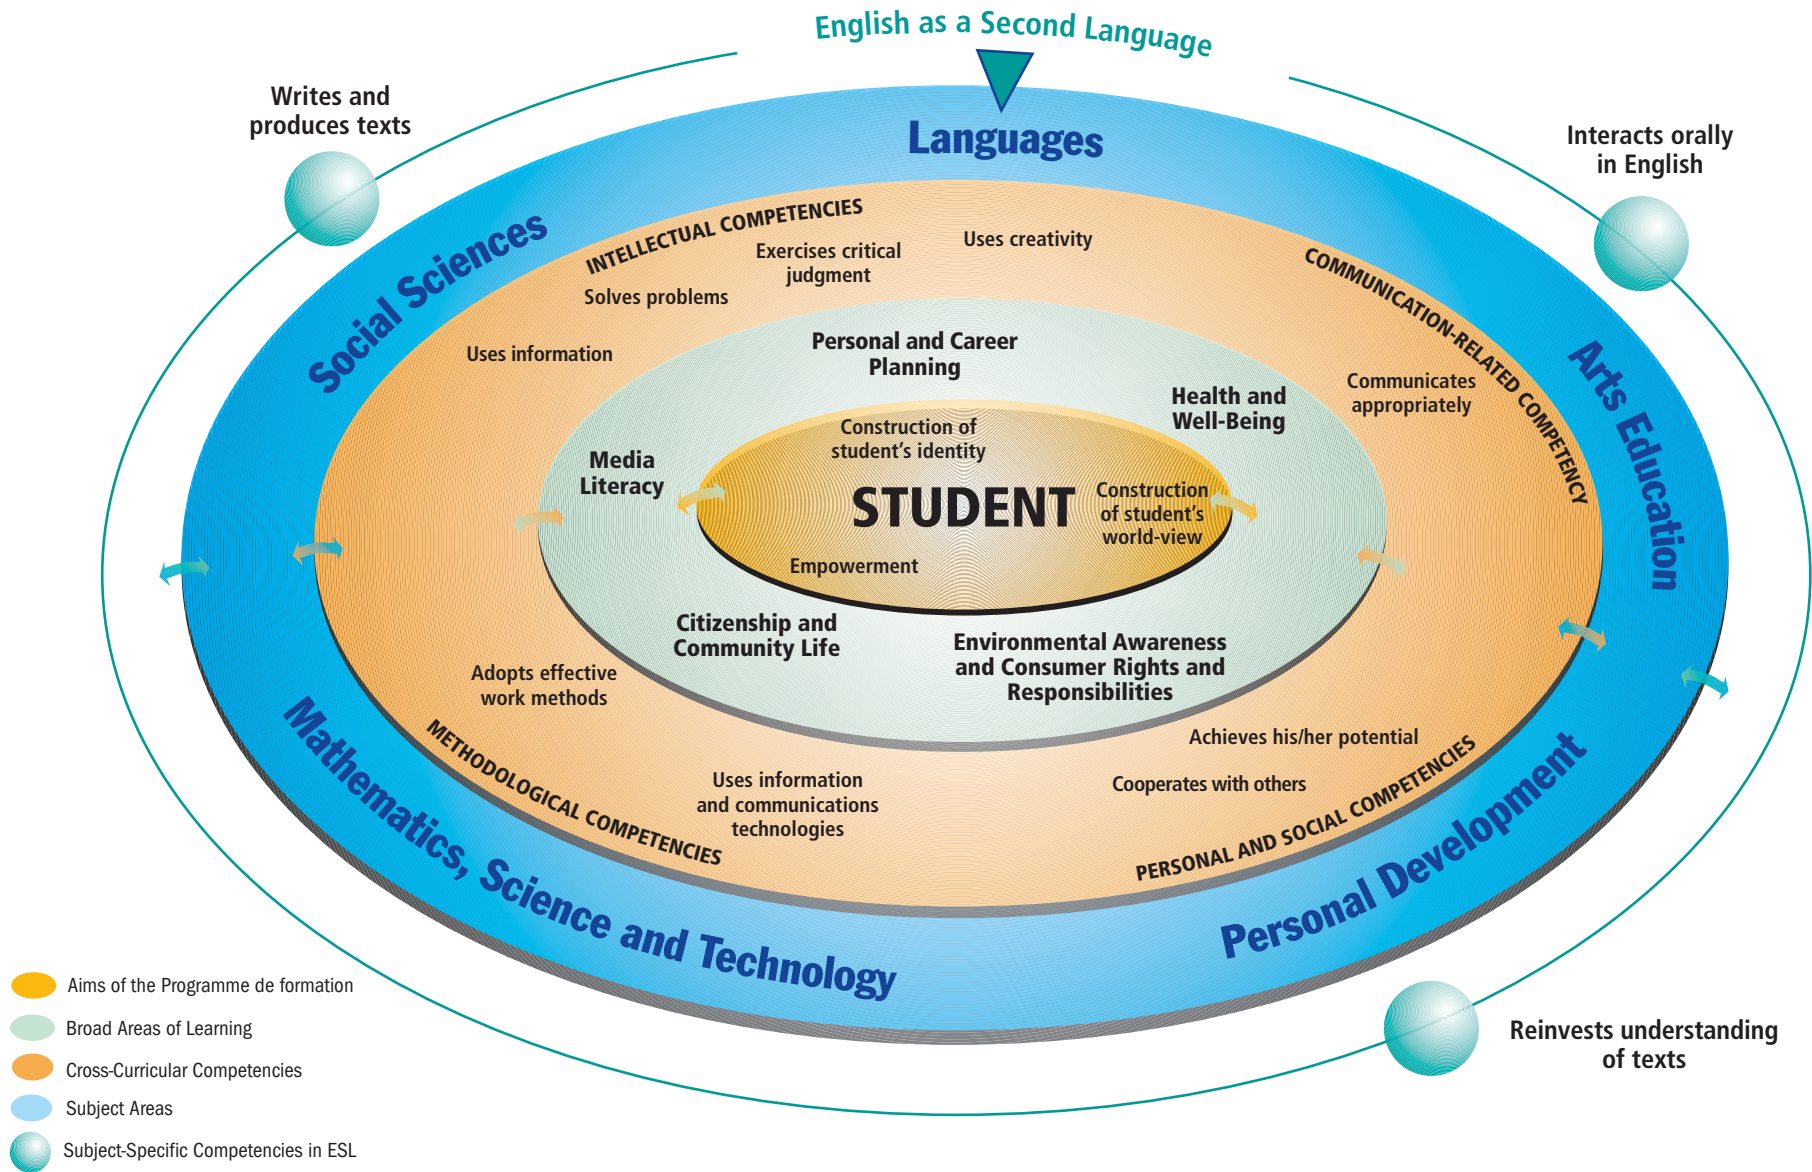 English as a Second Language
Writes and
produces texts
Interacts orally
in English
Languages
Social Sciences
Arts Education
INTELLECTUAL COMPETENCIES
COMMUNICATION-RELATED COMPETENCY
Uses creativity
Exercises critical
judgment
Solves problems
Uses information
Communicates
appropriately
Personal and Career
Planning
Health and
Well-Being
Media
Literacy
Construction of
student’s identity
STUDENT
Construction
of student’s
world-view
Empowerment
Citizenship and
Community Life
Environmental Awareness
and Consumer Rights and
Responsibilities
Adopts effective
work methods
Uses information
and communications
technologies
Achieves his/her potential
Cooperates with others
METHODOLOGICAL COMPETENCIES
PERSONAL AND SOCIAL COMPETENCIES
Mathematics, Science and Technology
Personal Development
Reinvests understanding
of texts
Aims of the Programme de formation
Broad Areas of Learning
Cross-Curricular Competencies
Subject Areas
Subject-Specific Competencies in ESL